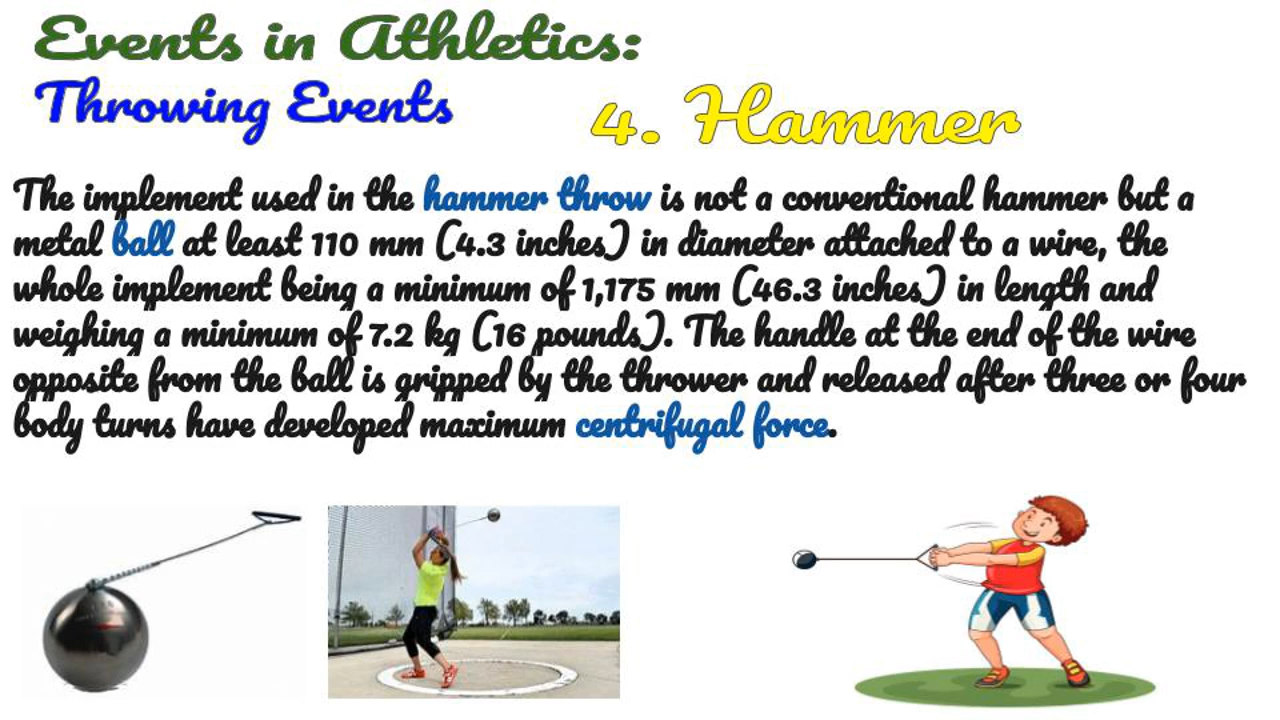 Events in Athletics:
Throwing Events
4. Hammer
The implement used in the hammer throw is not a conventional hammer but a
metal ball at least 110 mm (4.3 inches) in diameter attached to a wire, the
whole implement being a minimum of 1,175 mm (46.3 inches) in length and
weighing a minimum of 7.2 kg (16 pounds). The handle at the end of the wire
opposite from the ball is gripped by the thrower and released after three or four
body turns have developed maximum centrifugal force.